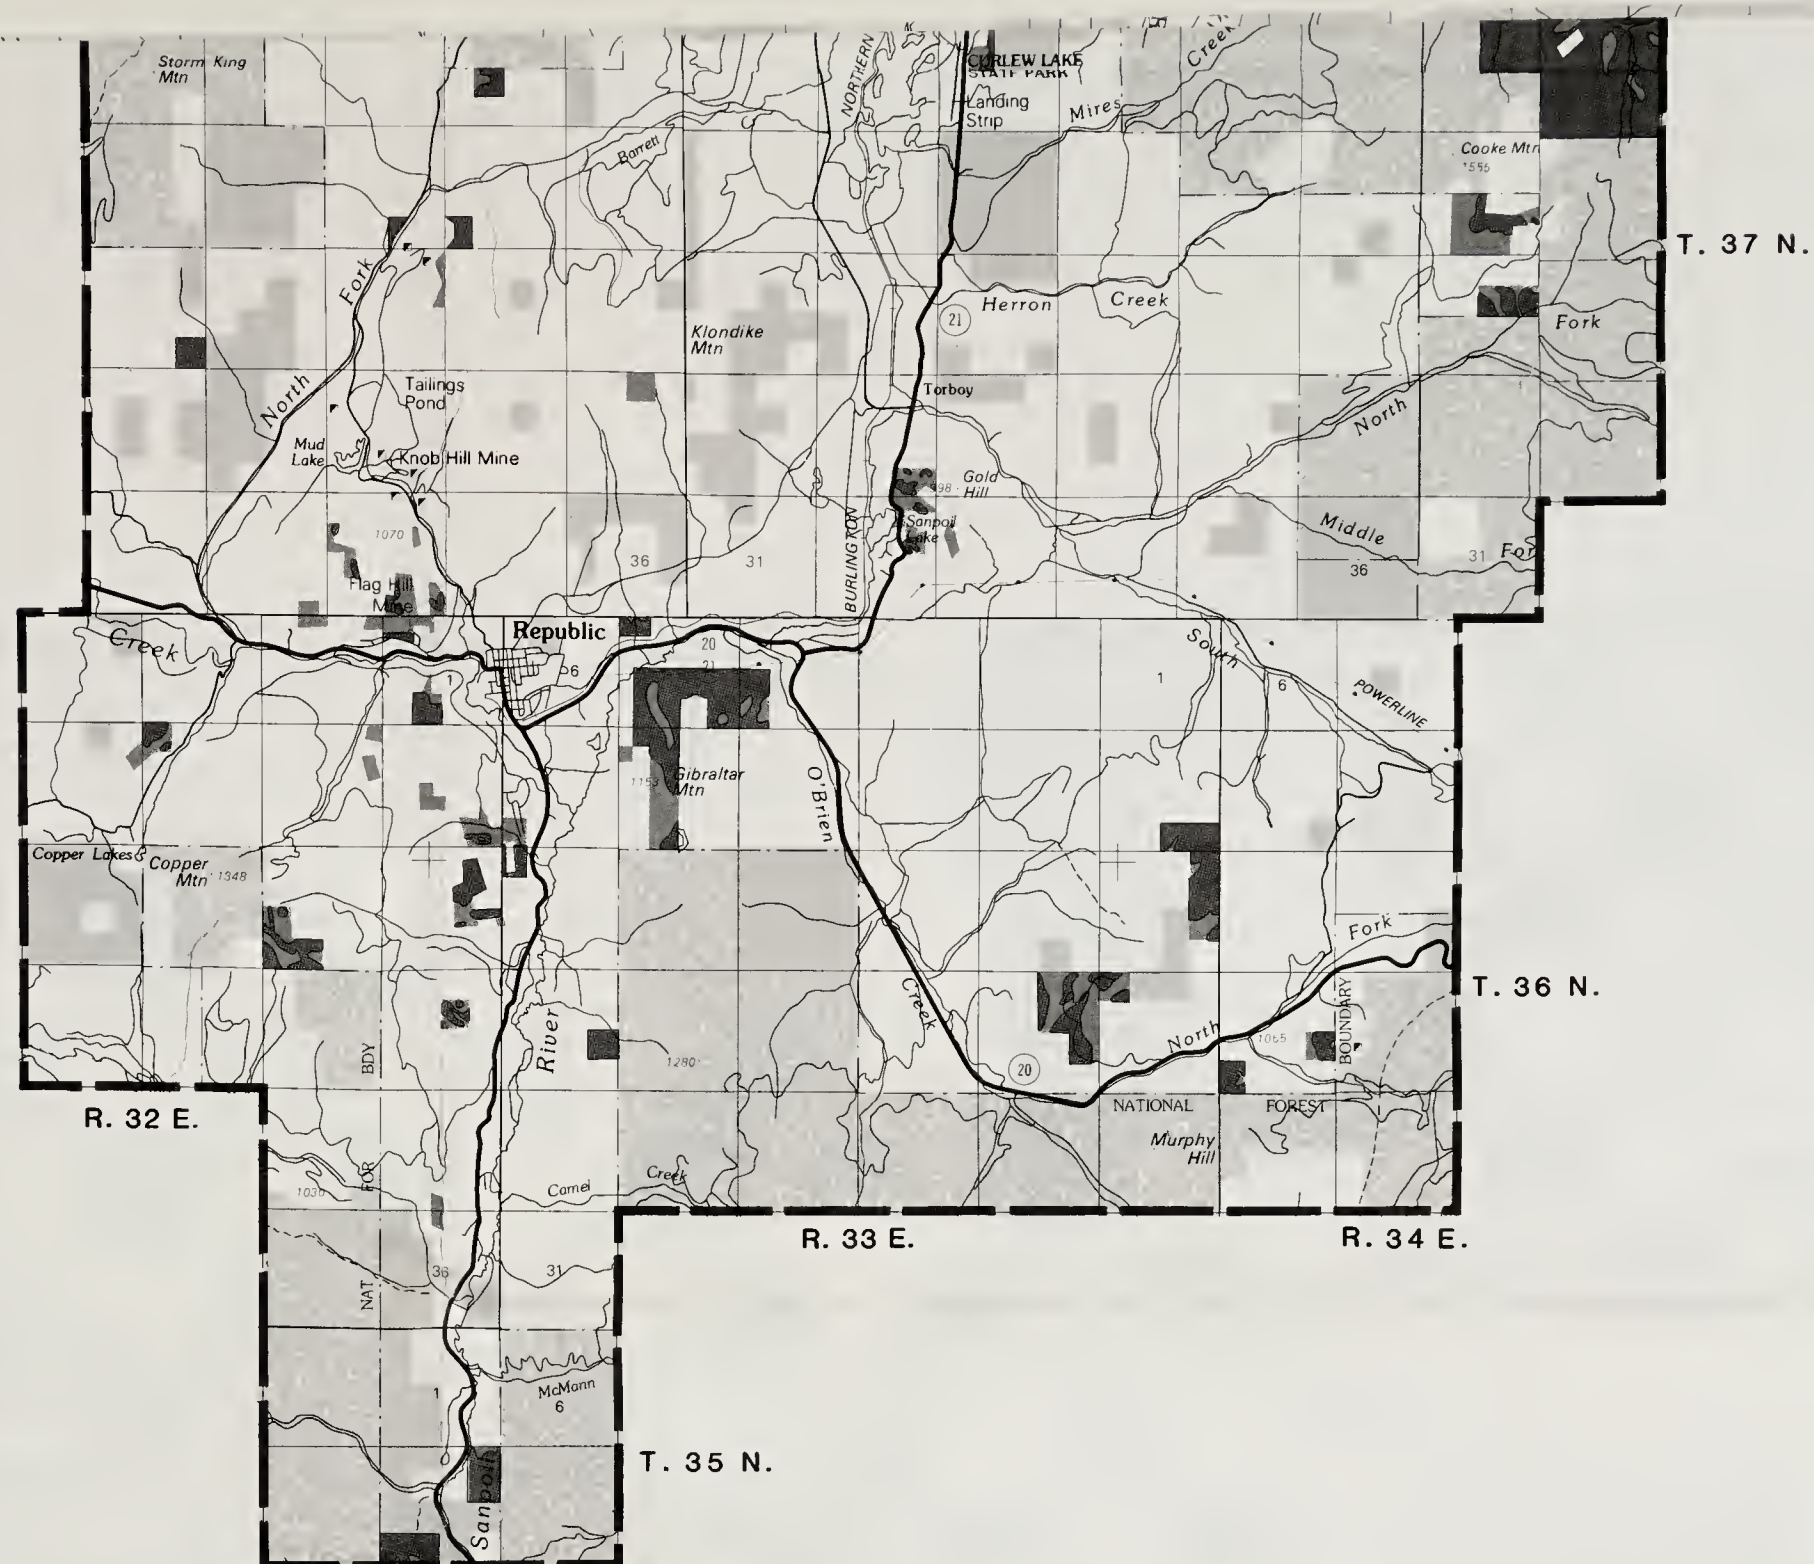 Storm King
Mtn
NORTHERN
CURLEW LAKE
STATE PARK
Landing
Strip
Creek
Mires
Barrett
Cooke Mtn
1555
T. 37 N.
Fork
Klondike
Mtn
21
Herron Creek
Fork
North
Tailings
Pond
Torboy
North
Mud
Lake
Knob Hill Mine
Gold
Hill
98
Sanpoil
Lake
1070
BURLINGTON
Middle
Fork
36
31
36
31
Flag Hill
Mine
Creek
Republic
20
21
South
1
6
1
6
POWERLINE
1153
Gibraltar
Mtn
O'Brien
Copper Lakes
Copper
Mtn
1348
Fork
T. 36 N.
Creek
BOUNDARY
River
BDY
North
1065
1280
20
R. 32 E.
NATIONAL FOREST
Murphy
Hill
FOR
1030
Camel
Creek
R. 33 E.
R. 34 E.
36
31
NAT
McMann
6
1
T. 35 N.
Sanpoil